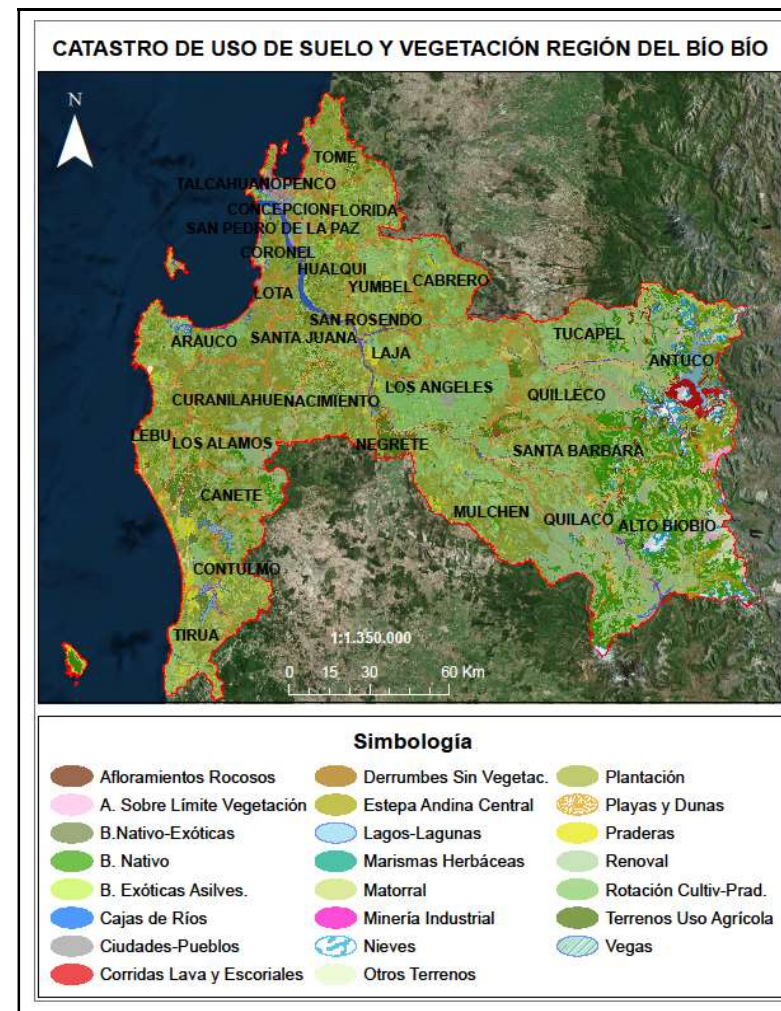 CATASTRO DE USO DE SUELO Y VEGETACIÓN REGIÓN DEL BÍO BÍO
N
TOME
TALCAHUANO
PENCO
CONCEPCION
FLORIDA
SAN PEDRO DE LA PAZ
CORONEL
HUALQUI
CABRERO
YUMBEL
LOTA
SAN ROSENDO
TUCAPEL
ARAUCO
SANTA JUANA
LAJA
ANTUCO
LOS ANGELES
QUILLECO
CURANILAHUE
NACIMIENTO
LEBU
LOS ALAMOS
NEGRETE
SANTA BARBARA
CANETE
MULCHEN
QUILACO
ALTO BIOBIO
CONTULMO
TIRUA
1:1.350.000
0 15 30 60 Km
Simbología
Afloramientos Rocosos
A. Sobre Límite Vegetación
B.Nativo-Exóticas
B. Nativo
B. Exóticas Asilves.
Cajas de Ríos
Ciudades-Pueblos
Corridas Lava y Escoriales
Derrumbes Sin Vegetac.
Estepa Andina Central
Lagos-Lagunas
Marismas Herbáceas
Matorral
Minería Industrial
Nieves
Otros Terrenos
Plantación
Playas y Dunas
Praderas
Renoval
Rotación Cultiv-Prad.
Terrenos Uso Agrícola
Vegas